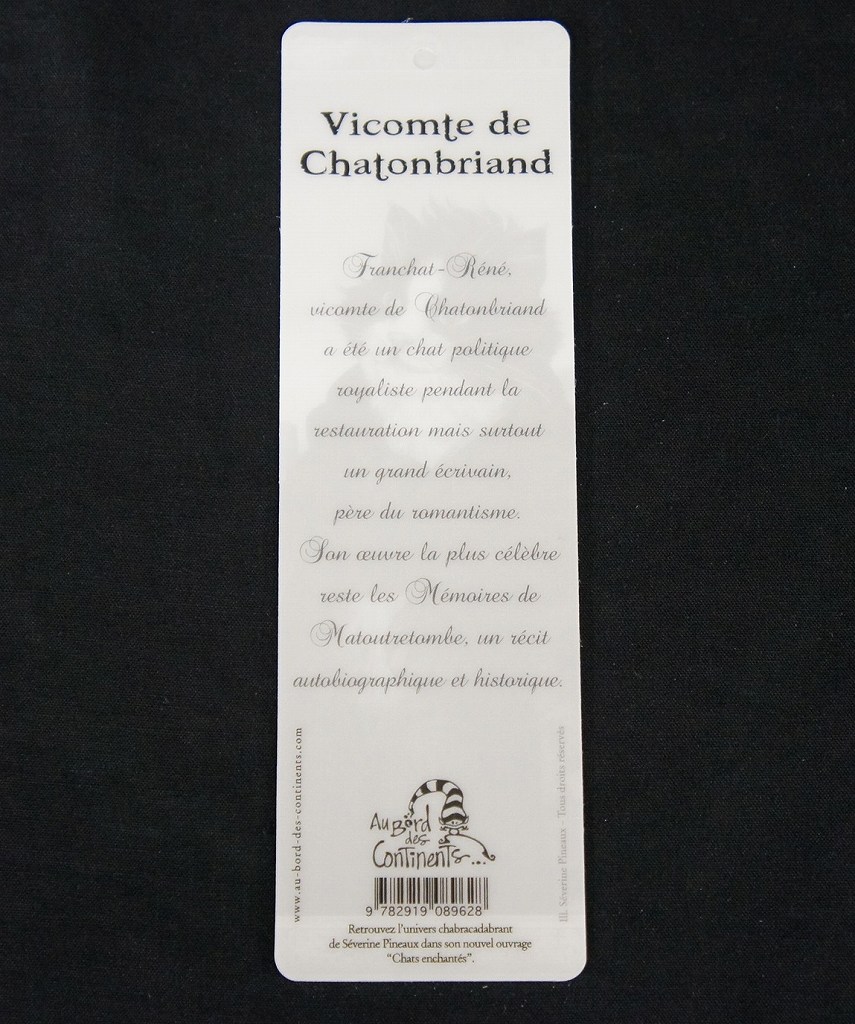 Vicomte de
Chatonbriand
Franchat-Réné,
vicomte de Chatonbriand
a été un chat politique
royaliste pendant la
restauration mais surtout
un grand écrivain,
père du romantisme.
Son œuvre la plus célèbre
reste les Mémoires de
Matoutretombe, un récit
autobiographique et historique.
www.au-bord-des-continents.com
Ill. Séverine Pineaux - Tous droits réservés
Au Bord
des
Continents...
9 782919 089628
Retrouvez l'univers chabracadabrant
de Séverine Pineaux dans son nouvel ouvrage
"Chats enchantés".